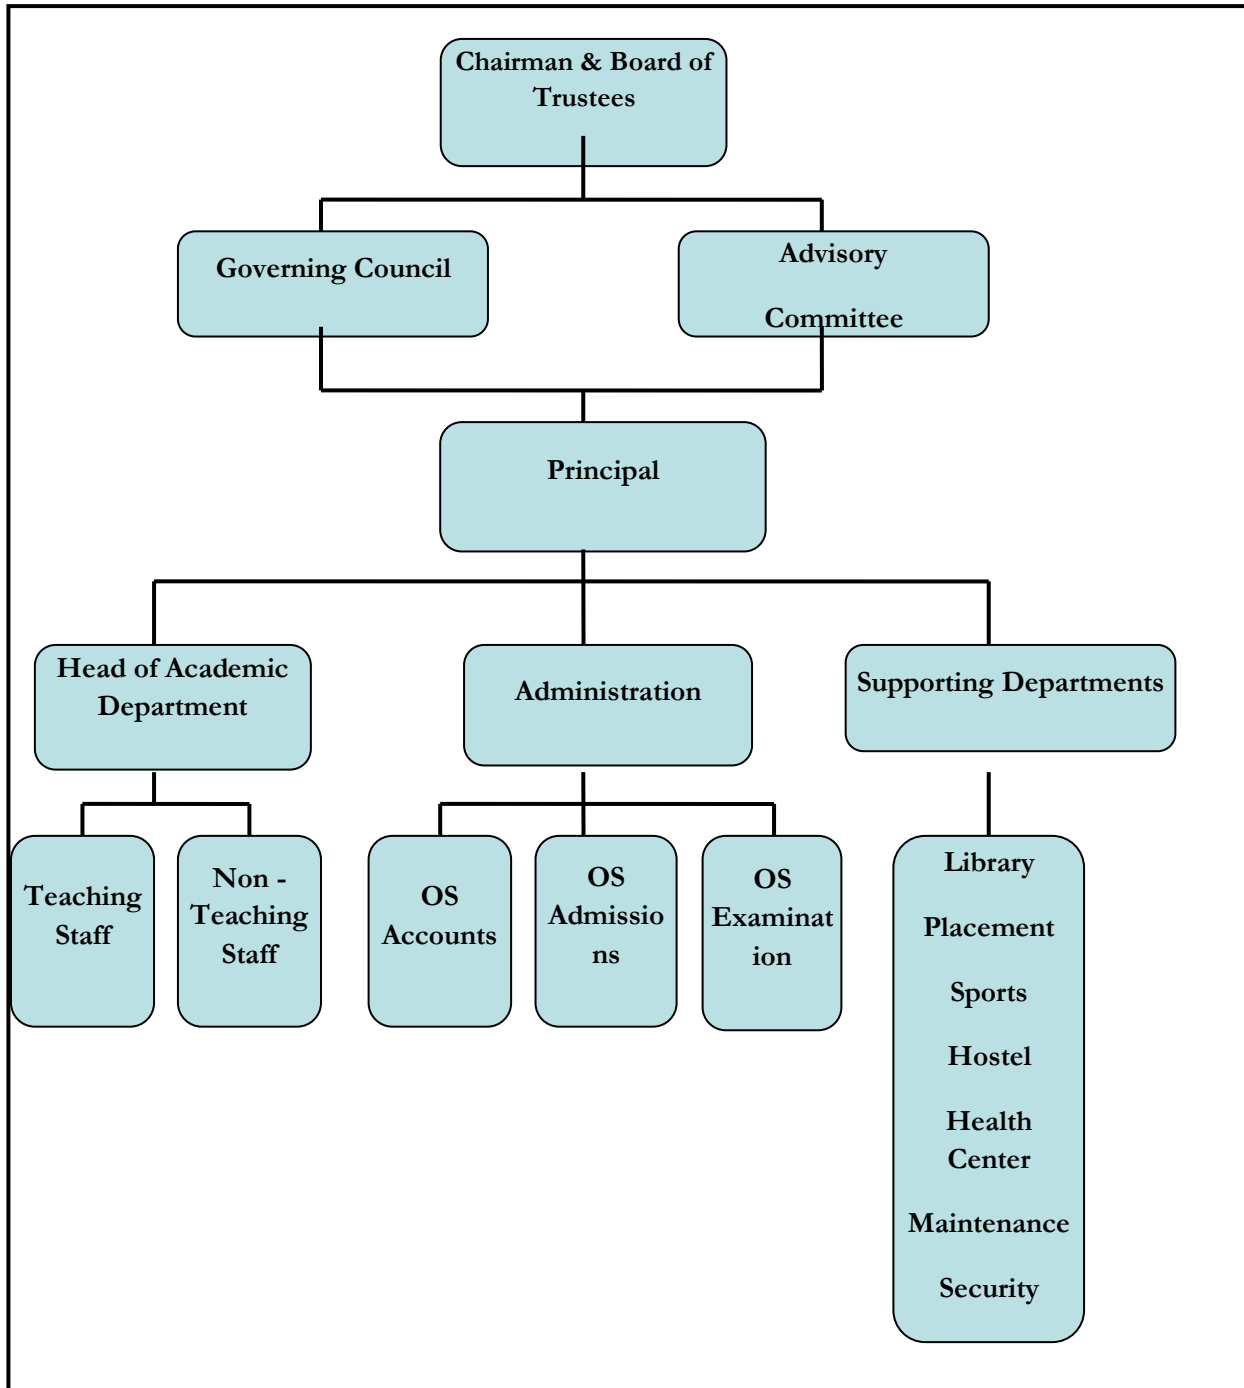 Chairman & Board of
Trustees
Governing Council
Advisory
Committee
Principal
Head of Academic
Department
Administration
Supporting Departments
Teaching
Staff
Non -
Teaching
Staff
OS
Accounts
OS
Admissio
ns
OS
Examinat
ion
Library
Placement
Sports
Hostel
Health
Center
Maintenance
Security